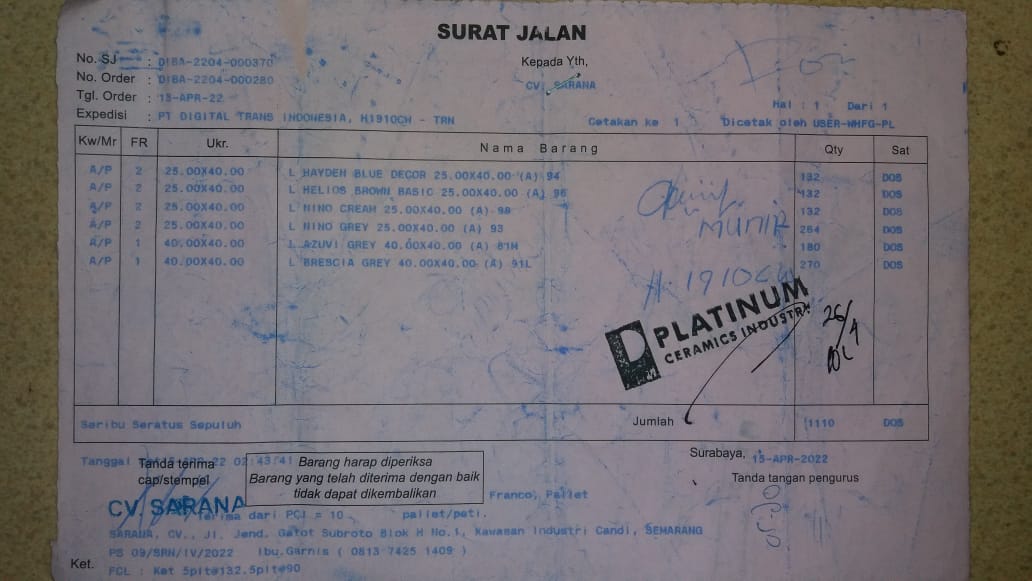 SURAT JALAN
No. SJ : DIBA-2204-000370
Kepada Yth,
No. Order : DIBA-2204-000280
CV. SARANA
Tgl. Order : 15-APR-22
Hal : 1 Dari 1
Expedisi : PT DIGITAL TRANS INDONESIA, H1910CH - TRN
Cetakan ke 1 Dicetak oleh USER-WHFG-PL
Kw/Mr FR Ukr. Nama Barang Qty Sat
A/P 2 25.00X40.00 L HAYDEN BLUE DECOR 25.00X40.00 (A) 94 132 DOS
A/P 2 25.00X40.00 L HELIOS BROWN BASIC 25.00X40.00 (A) 96 132 DOS
A/P 2 25.00X40.00 L NINO CREAM 25.00X40.00 (A) 98 132 DOS
A/P 2 25.00X40.00 L NINO GREY 25.00X40.00 (A) 93 264 DOS
A/P 1 40.00X40.00 L AZUVI GREY 40.00X40.00 (A) 81M 180 DOS
A/P 1 40.00X40.00 L BRESCIA GREY 40.00X40.00 (A) 91L 270 DOS
MUNIR
H. 1910CH
PLATINUM
CERAMICS INDUSTRY
26/4
Seribu Seratus Sepuluh Jumlah 1110 DOS
Surabaya, 15-APR-2022
Tanggal 15-APR-22 02:43:41
Tanda terima
cap/stempel
Barang harap diperiksa
Barang yang telah diterima dengan baik
tidak dapat dikembalikan
Tanda tangan pengurus
Franco, Pallet
CV. SARANA
Terima dari PCI = 10 pallet/peti.
SARANA, CV., Jl. Jend. Gatot Subroto Blok H No.1, Kawasan Industri Candi, SEMARANG
PS 09/SRN/IV/2022 Ibu.Garnis ( 0813 7425 1409 )
Ket.
FCL : Ket 5plt@132.5plt@90